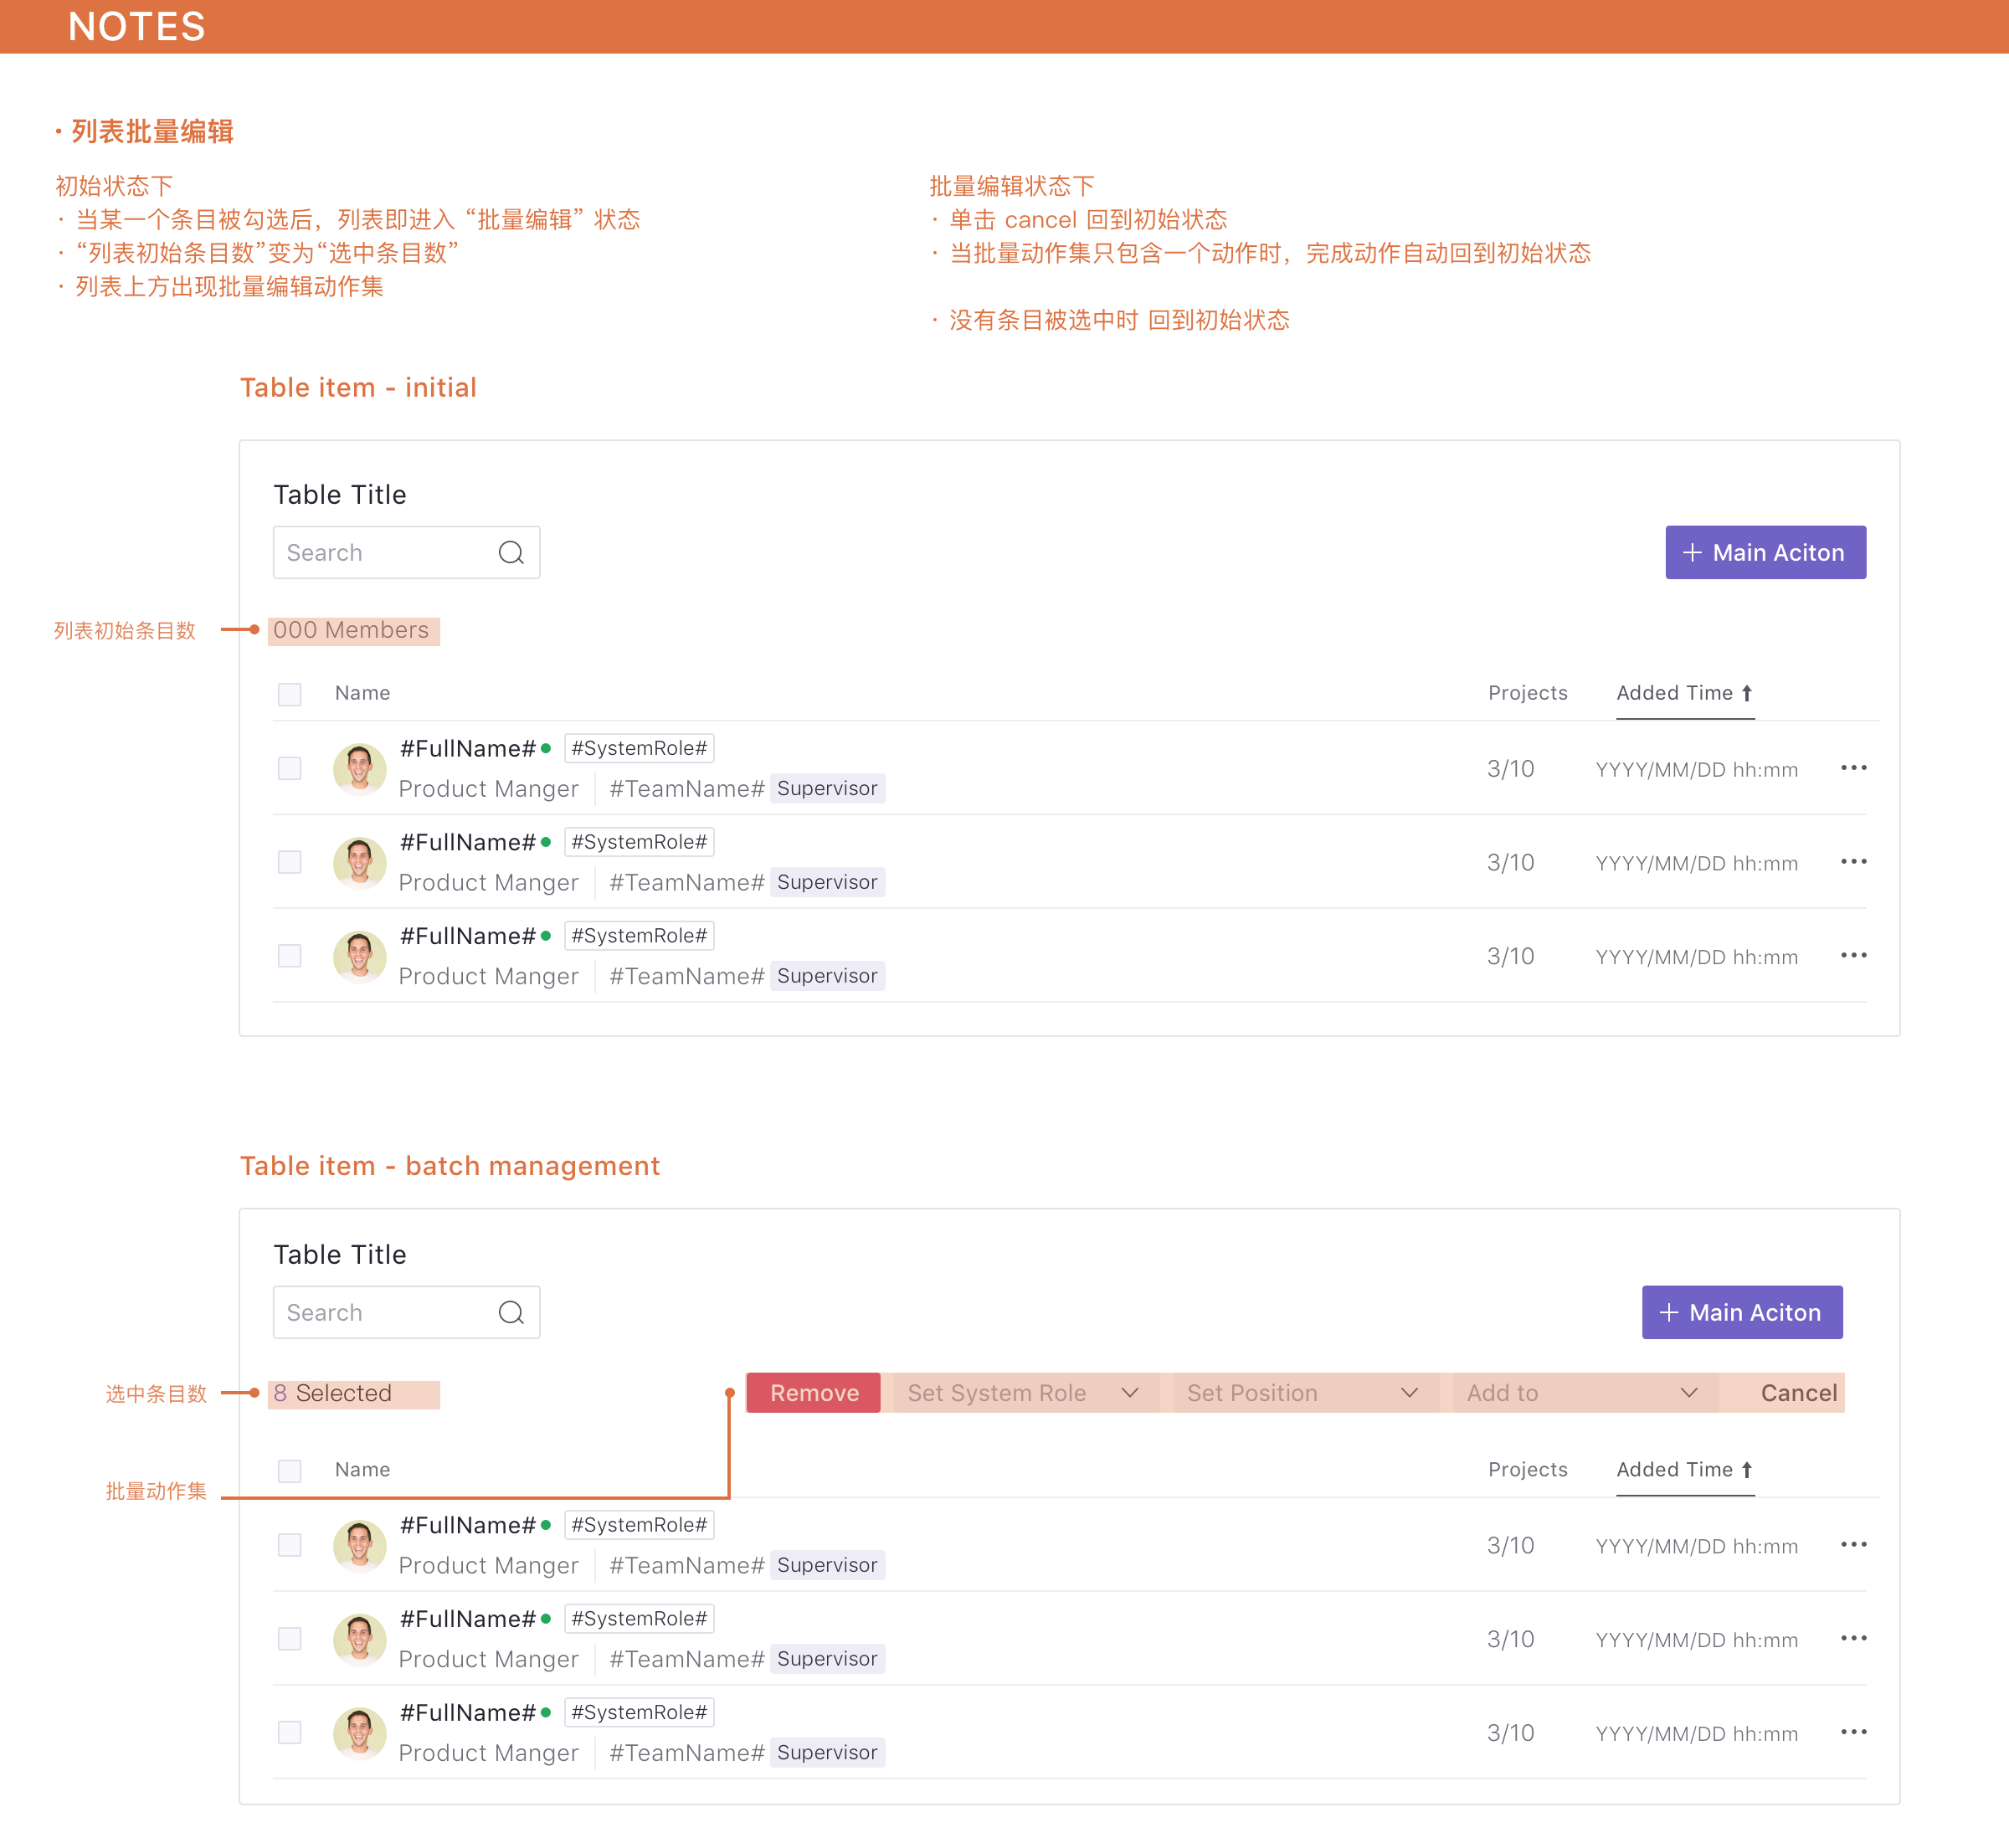 NOTES
· 列表批量编辑
初始状态下
· 当某一个条目被勾选后，列表即进入 “批量编辑” 状态
· “列表初始条目数”变为“选中条目数”
· 列表上方出现批量编辑动作集
批量编辑状态下
· 单击 cancel 回到初始状态
· 当批量动作集只包含一个动作时，完成动作自动回到初始状态
· 没有条目被选中时 回到初始状态
Table item - initial
Table Title
Search
+ Main Aciton
列表初始条目数
000 Members
Name Projects Added Time
#FullName# #SystemRole#
Product Manger #TeamName# Supervisor
3/10 YYYY/MM/DD hh:mm
#FullName# #SystemRole#
Product Manger #TeamName# Supervisor
3/10 YYYY/MM/DD hh:mm
#FullName# #SystemRole#
Product Manger #TeamName# Supervisor
3/10 YYYY/MM/DD hh:mm
Table item - batch management
Table Title
Search
+ Main Aciton
选中条目数
8 Selected
Remove Set System Role Set Position Add to Cancel
批量动作集
Name Projects Added Time
#FullName# #SystemRole#
Product Manger #TeamName# Supervisor
3/10 YYYY/MM/DD hh:mm
#FullName# #SystemRole#
Product Manger #TeamName# Supervisor
3/10 YYYY/MM/DD hh:mm
#FullName# #SystemRole#
Product Manger #TeamName# Supervisor
3/10 YYYY/MM/DD hh:mm